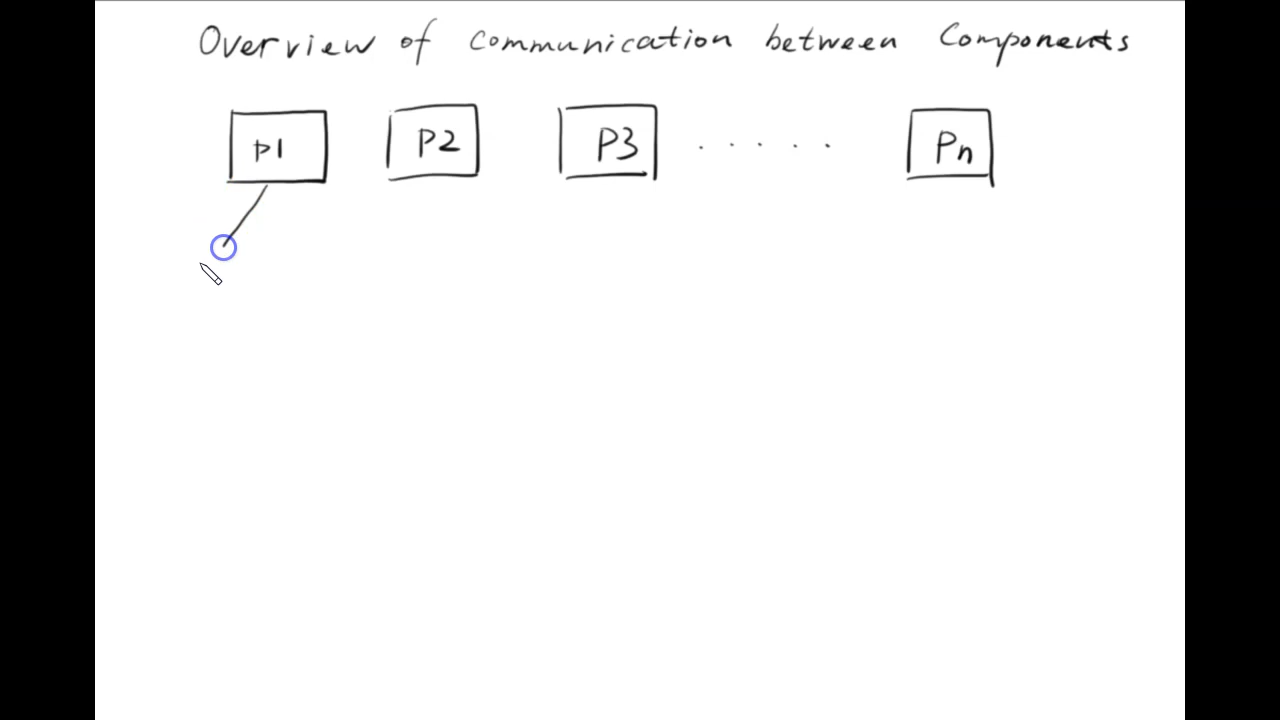 Overview of communication between Components
P1 P2 P3 ..... Pn